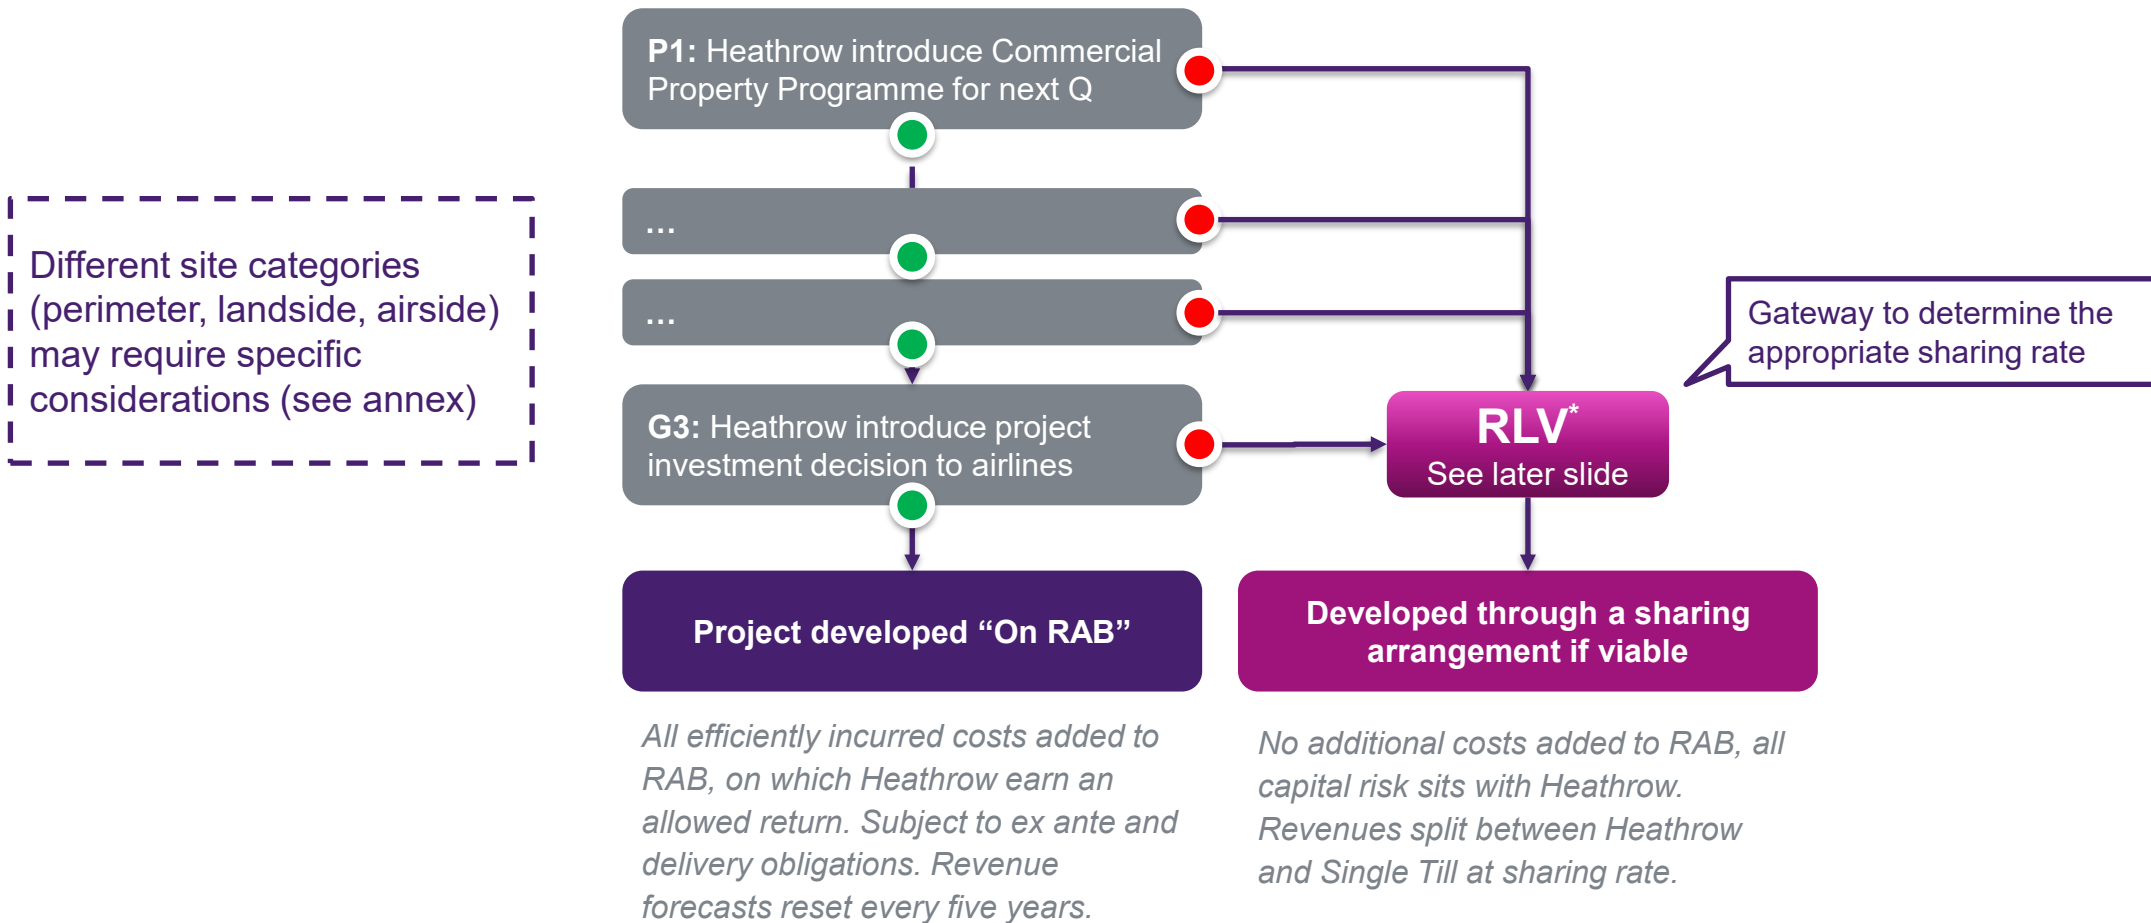 P1: Heathrow introduce Commercial
Property Programme for next Q
...
...
Different site categories
(perimeter, landside, airside)
may require specific
considerations (see annex)
Gateway to determine the
appropriate sharing rate
G3: Heathrow introduce project
investment decision to airlines
RLV*
See later slide
Project developed “On RAB”
Developed through a sharing
arrangement if viable
All efficiently incurred costs added to
RAB, on which Heathrow earn an
allowed return. Subject to ex ante and
delivery obligations. Revenue
forecasts reset every five years.
No additional costs added to RAB, all
capital risk sits with Heathrow.
Revenues split between Heathrow
and Single Till at sharing rate.